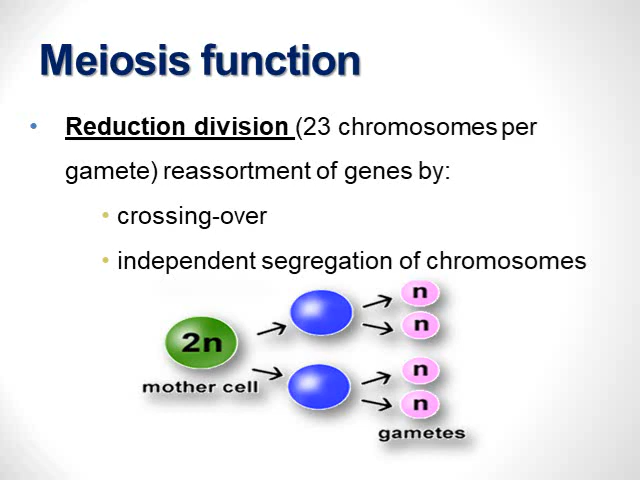 Meiosis function
• Reduction division (23 chromosomes per
gamete) reassortment of genes by:
• crossing-over
• independent segregation of chromosomes
n
2n
n
mother cell
n
n
gametes